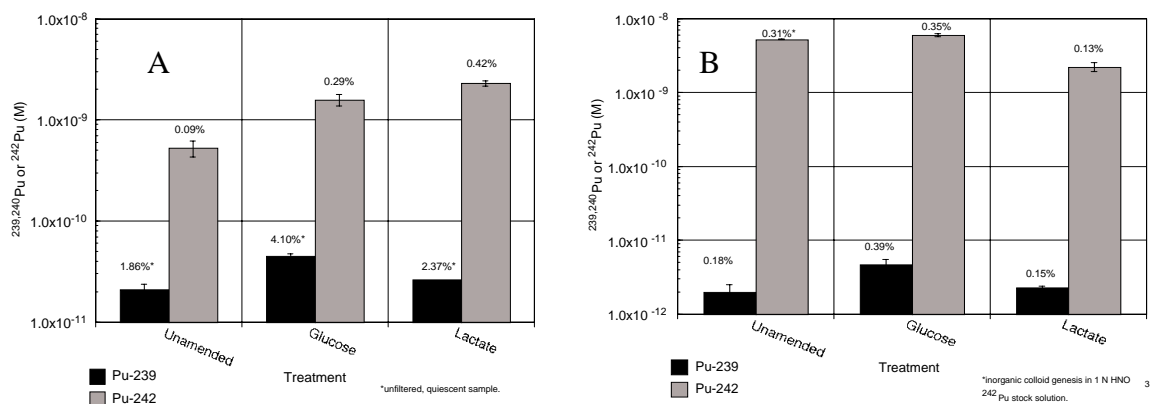 A
1.0x10-8
1.0x10-9
1.0x10-10
1.0x10-11
239,240Pu or 242Pu (M)
1.86%*
0.09%
4.10%*
0.29%
2.37%*
0.42%
Unamended
Glucose
Lactate
Treatment
Pu-239
Pu-242
*unfiltered, quiescent sample.
B
1.0x10-8
1.0x10-9
1.0x10-10
1.0x10-11
1.0x10-12
239,240Pu or 242Pu (M)
0.18%
0.31%*
0.39%
0.35%
0.15%
0.13%
Unamended
Glucose
Lactate
Treatment
Pu-239
Pu-242
*inorganic colloid genesis in 1 N HNO 3
242Pu stock solution.